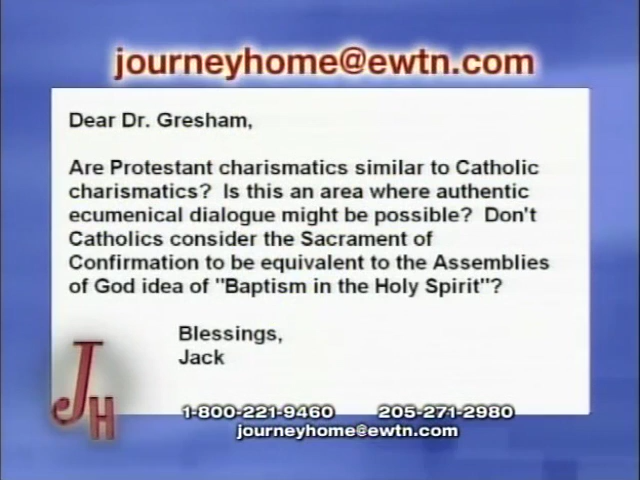 journeyhome@ewtn.com
Dear Dr. Gresham,
Are Protestant charismatics similar to Catholic
charismatics? Is this an area where authentic
ecumenical dialogue might be possible? Don't
Catholics consider the Sacrament of
Confirmation to be equivalent to the Assemblies
of God idea of "Baptism in the Holy Spirit"?
Blessings,
Jack
JH
1-800-221-9460 205-271-2980
journeyhome@ewtn.com